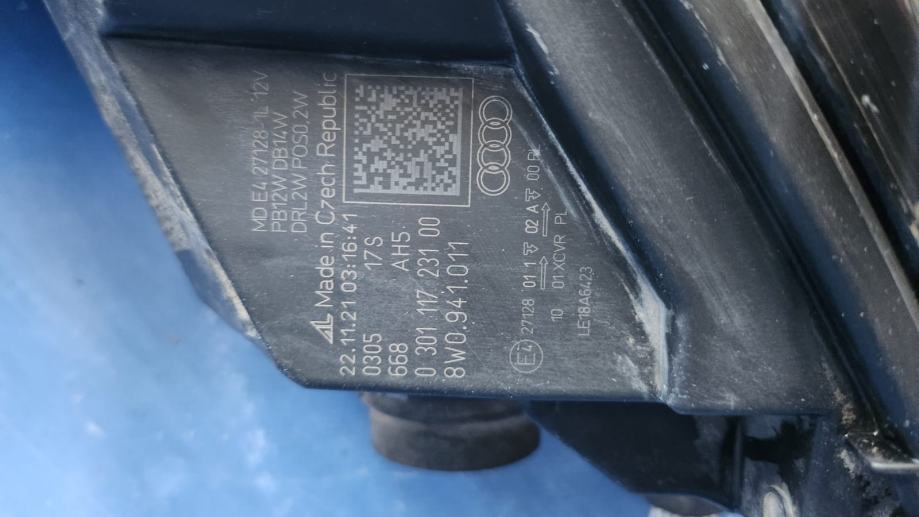 MD E4 27128 1L 12V
PB12W DB14W
DRL2W POS0,2W
AL Made in Czech Republic
22.11.21 03:16:41
0305 17S
668 AH5
0 301 117 231 00
8W0.941.011
E4 27128 01 1 02 A 00 PL
10 01 XCVR PL
LE18A6423